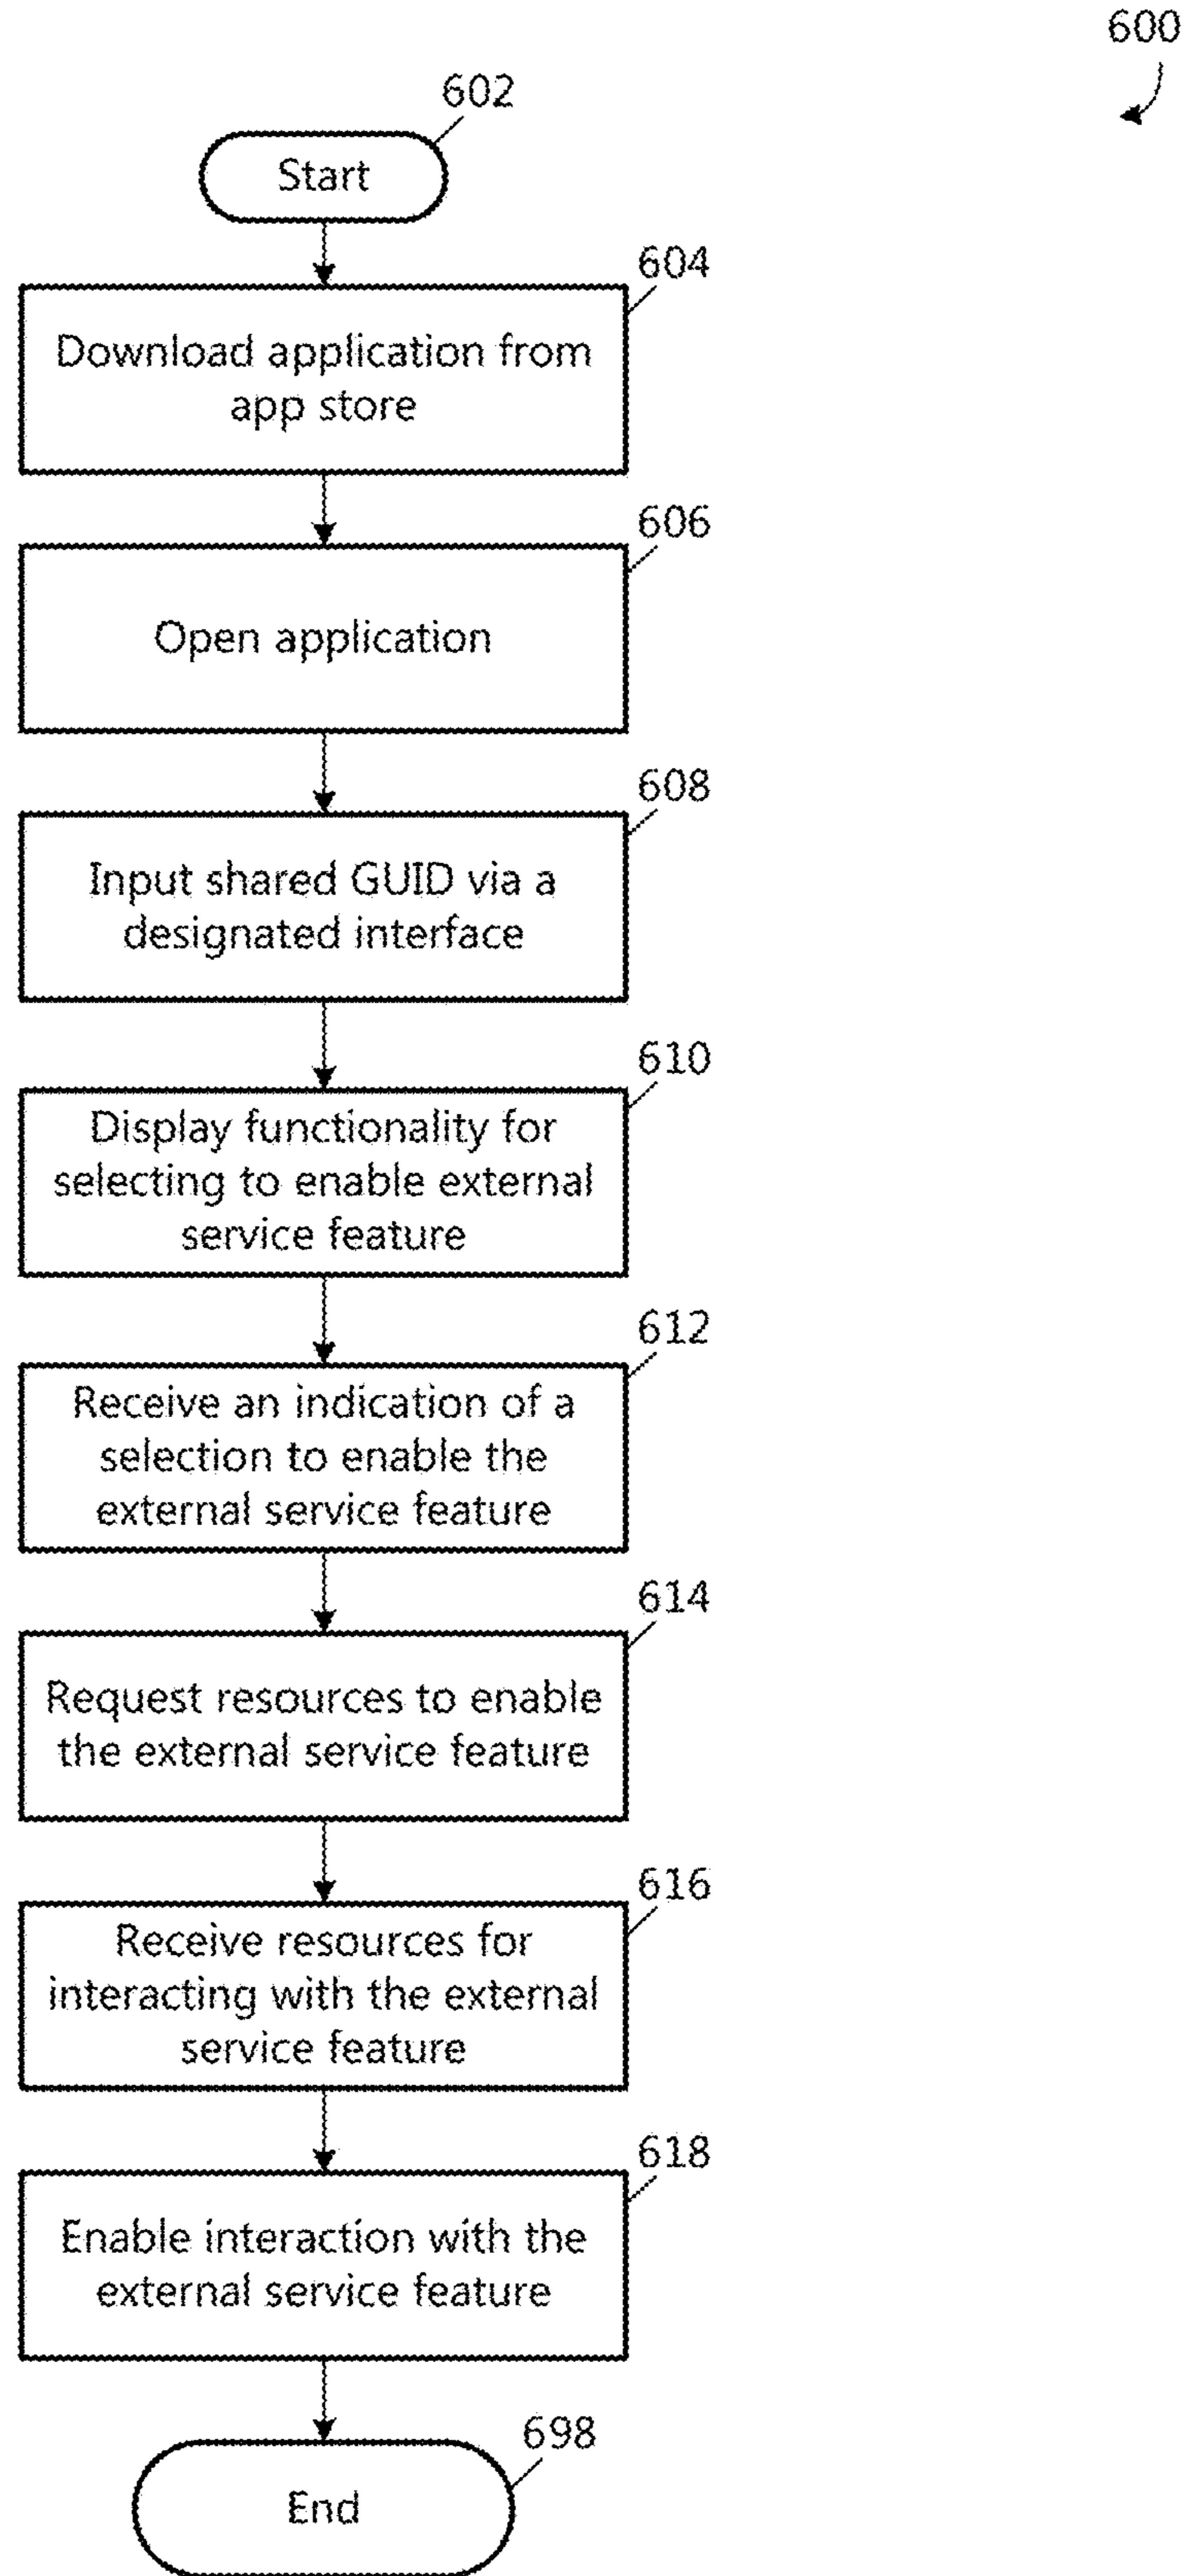 600
602
Start
604
Download application from
app store
606
Open application
608
Input shared GUID via a
designated interface
610
Display functionality for
selecting to enable external
service feature
612
Receive an indication of a
selection to enable the
external service feature
614
Request resources to enable
the external service feature
616
Receive resources for
interacting with the external
service feature
618
Enable interaction with the
external service feature
698
End